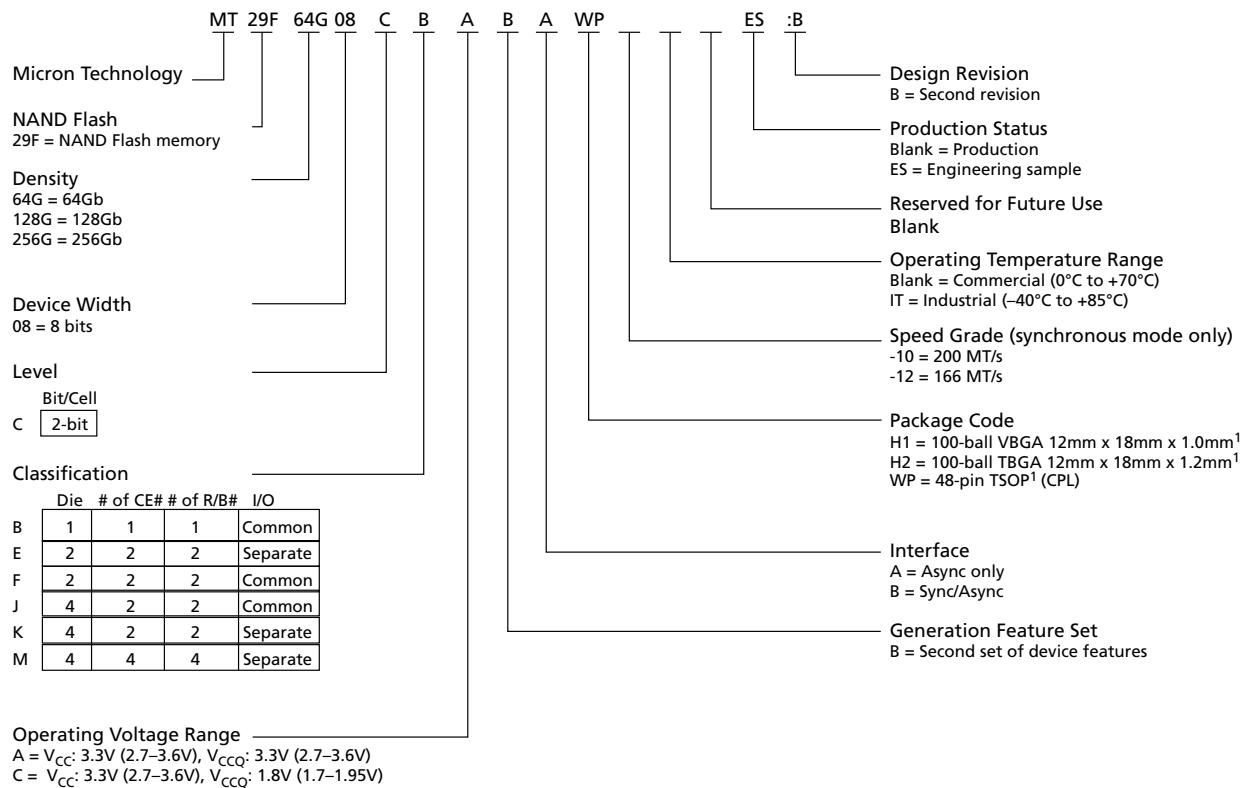 MT 29F 64G 08 C B A B A WP ES :B
Micron Technology
NAND Flash
29F = NAND Flash memory
Density
64G = 64Gb
128G = 128Gb
256G = 256Gb
Device Width
08 = 8 bits
Level
Bit/Cell
C 2-bit
Classification
Die # of CE# # of R/B# I/O
B 1 1 1 Common
E 2 2 2 Separate
F 2 2 2 Common
J 4 2 2 Common
K 4 2 2 Separate
M 4 4 4 Separate
Operating Voltage Range
A = VCC: 3.3V (2.7–3.6V), VCCQ: 3.3V (2.7–3.6V)
C = VCC: 3.3V (2.7–3.6V), VCCQ: 1.8V (1.7–1.95V)
Design Revision
B = Second revision
Production Status
Blank = Production
ES = Engineering sample
Reserved for Future Use
Blank
Operating Temperature Range
Blank = Commercial (0°C to +70°C)
IT = Industrial (–40°C to +85°C)
Speed Grade (synchronous mode only)
-10 = 200 MT/s
-12 = 166 MT/s
Package Code
H1 = 100-ball VBGA 12mm x 18mm x 1.0mm1
H2 = 100-ball TBGA 12mm x 18mm x 1.2mm1
WP = 48-pin TSOP1 (CPL)
Interface
A = Async only
B = Sync/Async
Generation Feature Set
B = Second set of device features